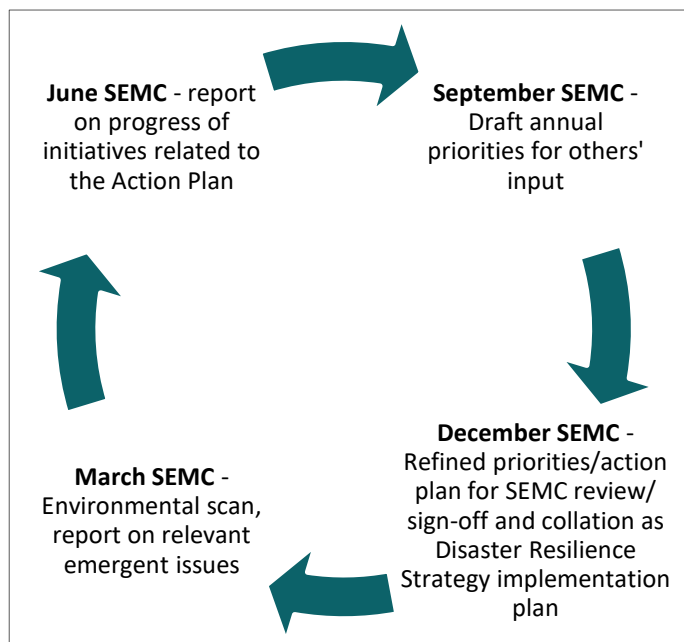 June SEMC - report
on progress of
initiatives related to
the Action Plan
September SEMC -
Draft annual
priorities for others'
input
December SEMC -
Refined priorities/action
plan for SEMC review/
sign-off and collation as
Disaster Resilience
Strategy implementation
plan
March SEMC -
Environmental scan,
report on relevant
emergent issues